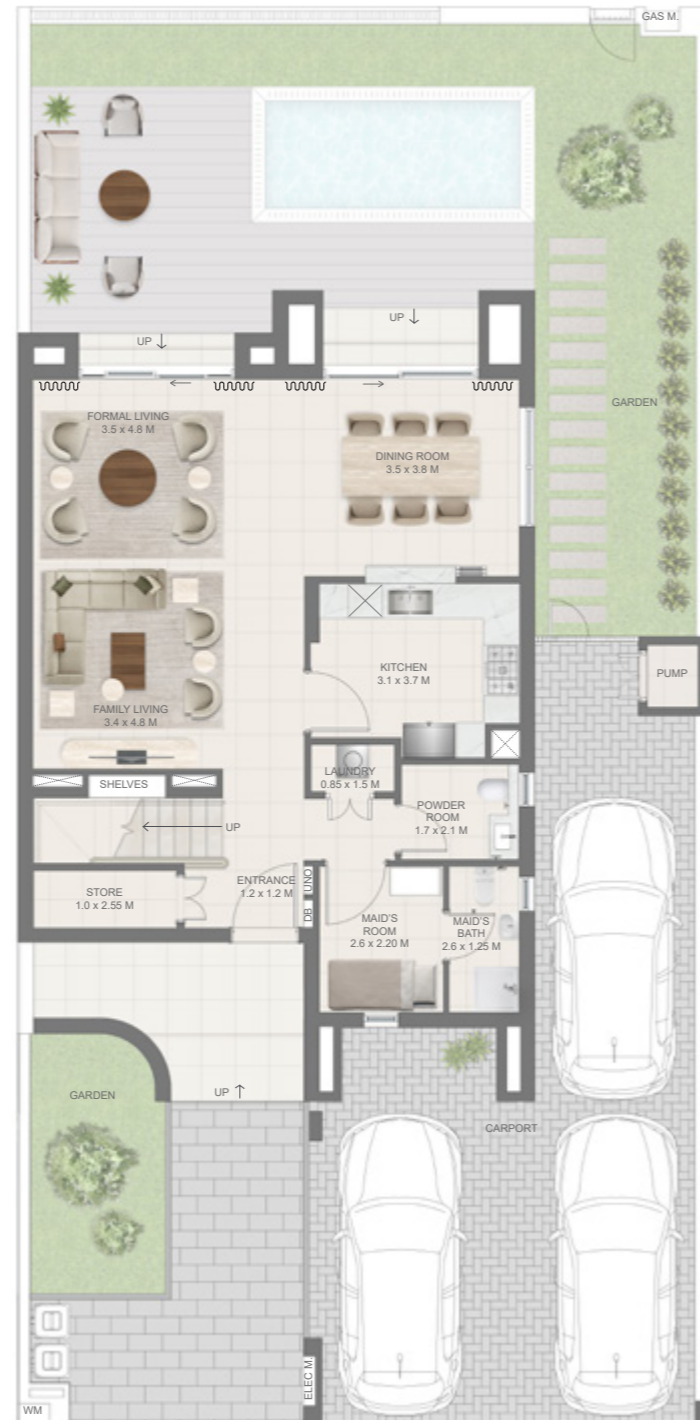 GAS M.
UP
UP
FORMAL LIVING
3.5 x 4.8 M
DINING ROOM
3.5 x 3.8 M
GARDEN
KITCHEN
3.1 x 3.7 M
PUMP
FAMILY LIVING
3.4 x 4.8 M
SHELVES
LAUNDRY
0.85 x 1.5 M
POWDER
ROOM
1.7 x 2.1 M
UP
STORE
1.0 x 2.55 M
ENTRANCE
1.2 x 1.2 M
UNO
DB
MAID'S
ROOM
2.6 x 2.20 M
MAID'S
BATH
2.6 x 1.25 M
GARDEN
UP
CARPORT
ELEC M.
WM